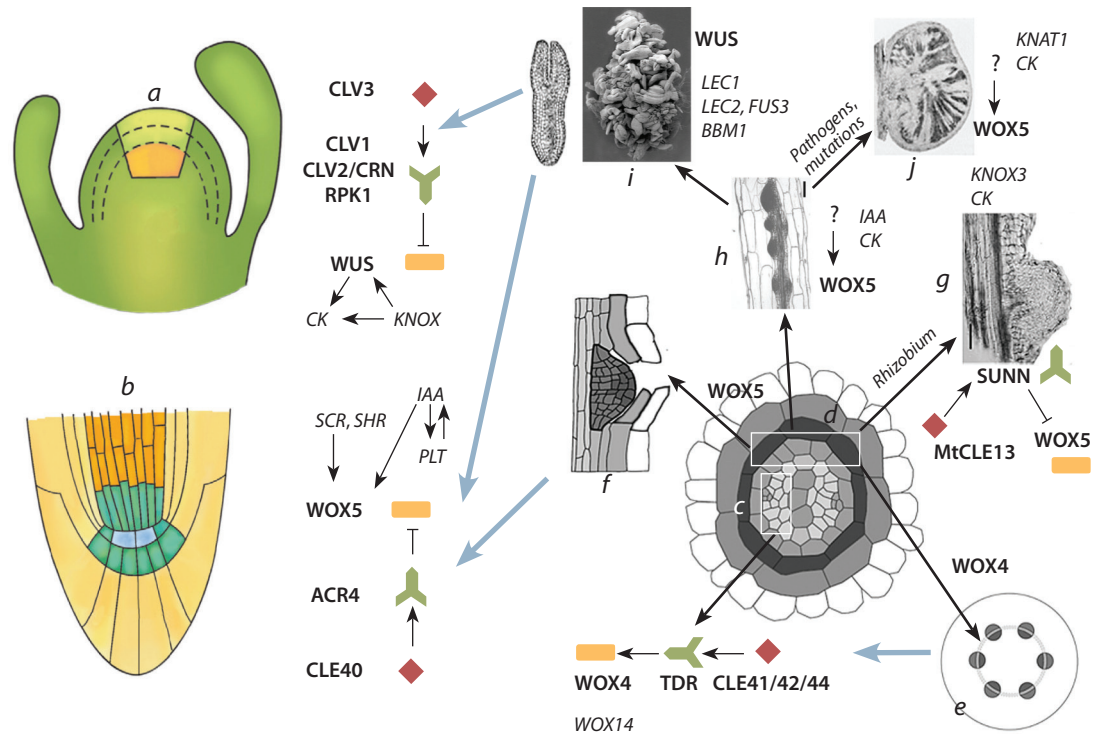 a
CLV3
CLV1
CLV2/CRN
RPK1
WUS
CK
KNOX
b
SCR, SHR
IAA
PLT
WOX5
ACR4
CLE40
i
WUS
LEC1
LEC2, FUS3
BBM1
Pathogens,
mutations
j
KNAT1
?
CK
WOX5
h
?
IAA
CK
WOX5
KNOX3
CK
g
Rhizobium
SUNN
MtCLE13
WOX5
f
WOX5
d
c
WOX4
e
WOX4
TDR
CLE41/42/44
WOX14